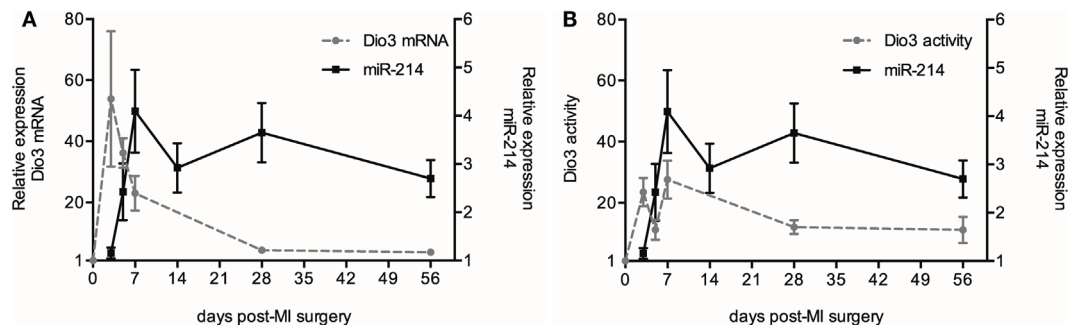 A
Relative expression
Dio3 mRNA
80
60
40
20
1
Dio3 mRNA
miR-214
6
5
4
3
2
1
Relative expression
miR-214
0 7 14 21 28 35 42 49 56
days post-MI surgery
B
Dio3 activity
80
60
40
20
1
Dio3 activity
miR-214
6
5
4
3
2
1
Relative expression
miR-214
0 7 14 21 28 35 42 49 56
days post-MI surgery